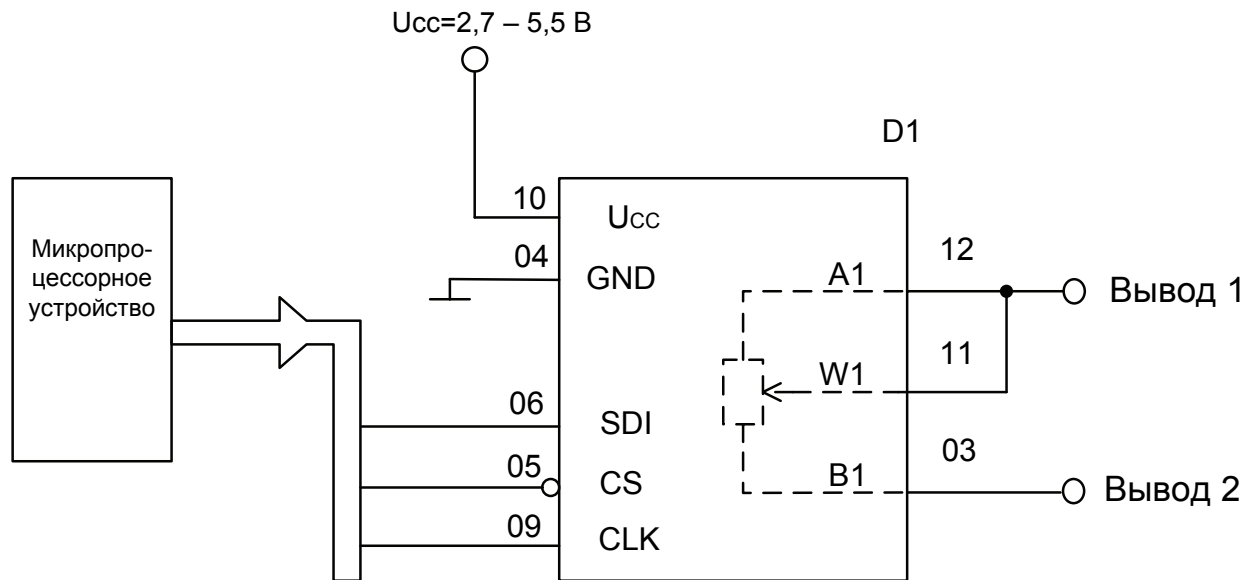 Ucc=2,7 – 5,5 В
D1
10
Ucc
Микропро-
цессорное
устройство
04
GND
12
A1
Вывод 1
11
W1
06
SDI
03
05
CS
B1
Вывод 2
09
CLK